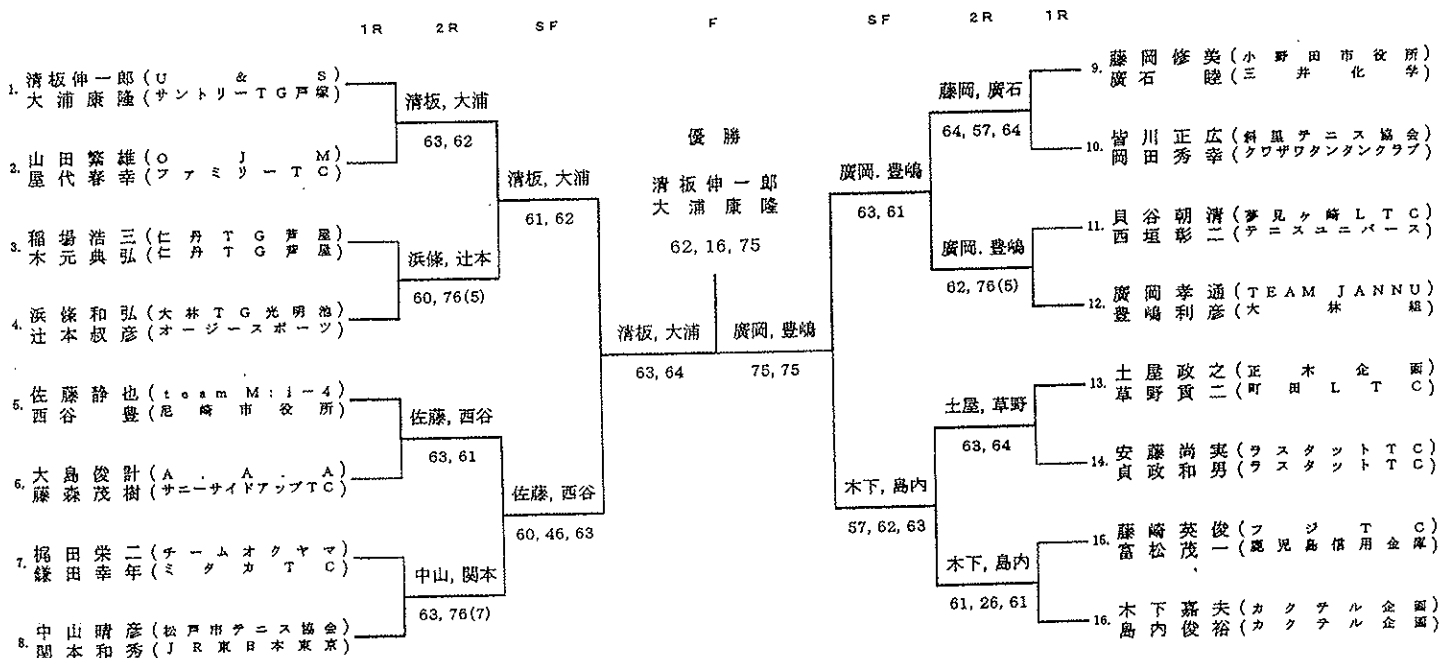 1R 2R SF F SF 2R 1R
1. 清板伸一郎 (U & S)
大浦康隆 (サントリーTG戸塚)
清板, 大浦
63, 62
2. 山田繁雄 (O J M)
屋代春幸 (ファミリーTC)
清板, 大浦
61, 62
3. 稲場浩三 (仁丹TG芦屋)
木元典弘 (仁丹TG芦屋)
浜條, 辻本
60, 76(5)
4. 浜條和弘 (大林TG光明池)
辻本叔彦 (オージースポーツ)
清板, 大浦
63, 64
5. 佐藤静也 (team M:i-4)
西谷豊 (尼崎市役所)
佐藤, 西谷
63, 61
6. 大島俊計 (A.A.A)
藤森茂樹 (サニーサイドアップTC)
佐藤, 西谷
60, 46, 63
7. 梶田栄二 (チームオクヤマ)
鎌田幸年 (ミタカTC)
中山, 関本
63, 76(7)
8. 中山晴彦 (松戸市テニス協会)
関本和秀 (JR東日本東京)
優勝
清板伸一郎
大浦康隆
62, 16, 75
9. 藤岡修美 (小野田市役所)
廣石睦 (三井化学)
藤岡, 廣石
64, 57, 64
10. 皆川正広 (斜里テニス協会)
岡田秀幸 (クワザワタンタンクラブ)
廣岡. 豊嶋
63, 61
11. 貝谷朝清 (夢見ヶ崎LTC)
西垣彰二 (テニスユニバース)
廣岡. 豊嶋
62, 76(5)
12. 廣岡孝通 (TEAM JANNU)
豊嶋利彦 (大林組)
廣岡, 豊嶋
75, 75
13. 土屋政之 (正木企画)
草野貢二 (町田LTC)
土屋, 草野
63, 64
14. 安藤尚実 (ラスタットTC)
貞政和男 (ラスタットTC)
木下, 島内
57, 62, 63
15. 藤崎英俊 (フジTC)
富松茂一 (鹿児島信用金庫)
木下, 島内
61, 26, 61
16. 木下嘉夫 (カクテル企画)
島内俊裕 (カクテル企画)